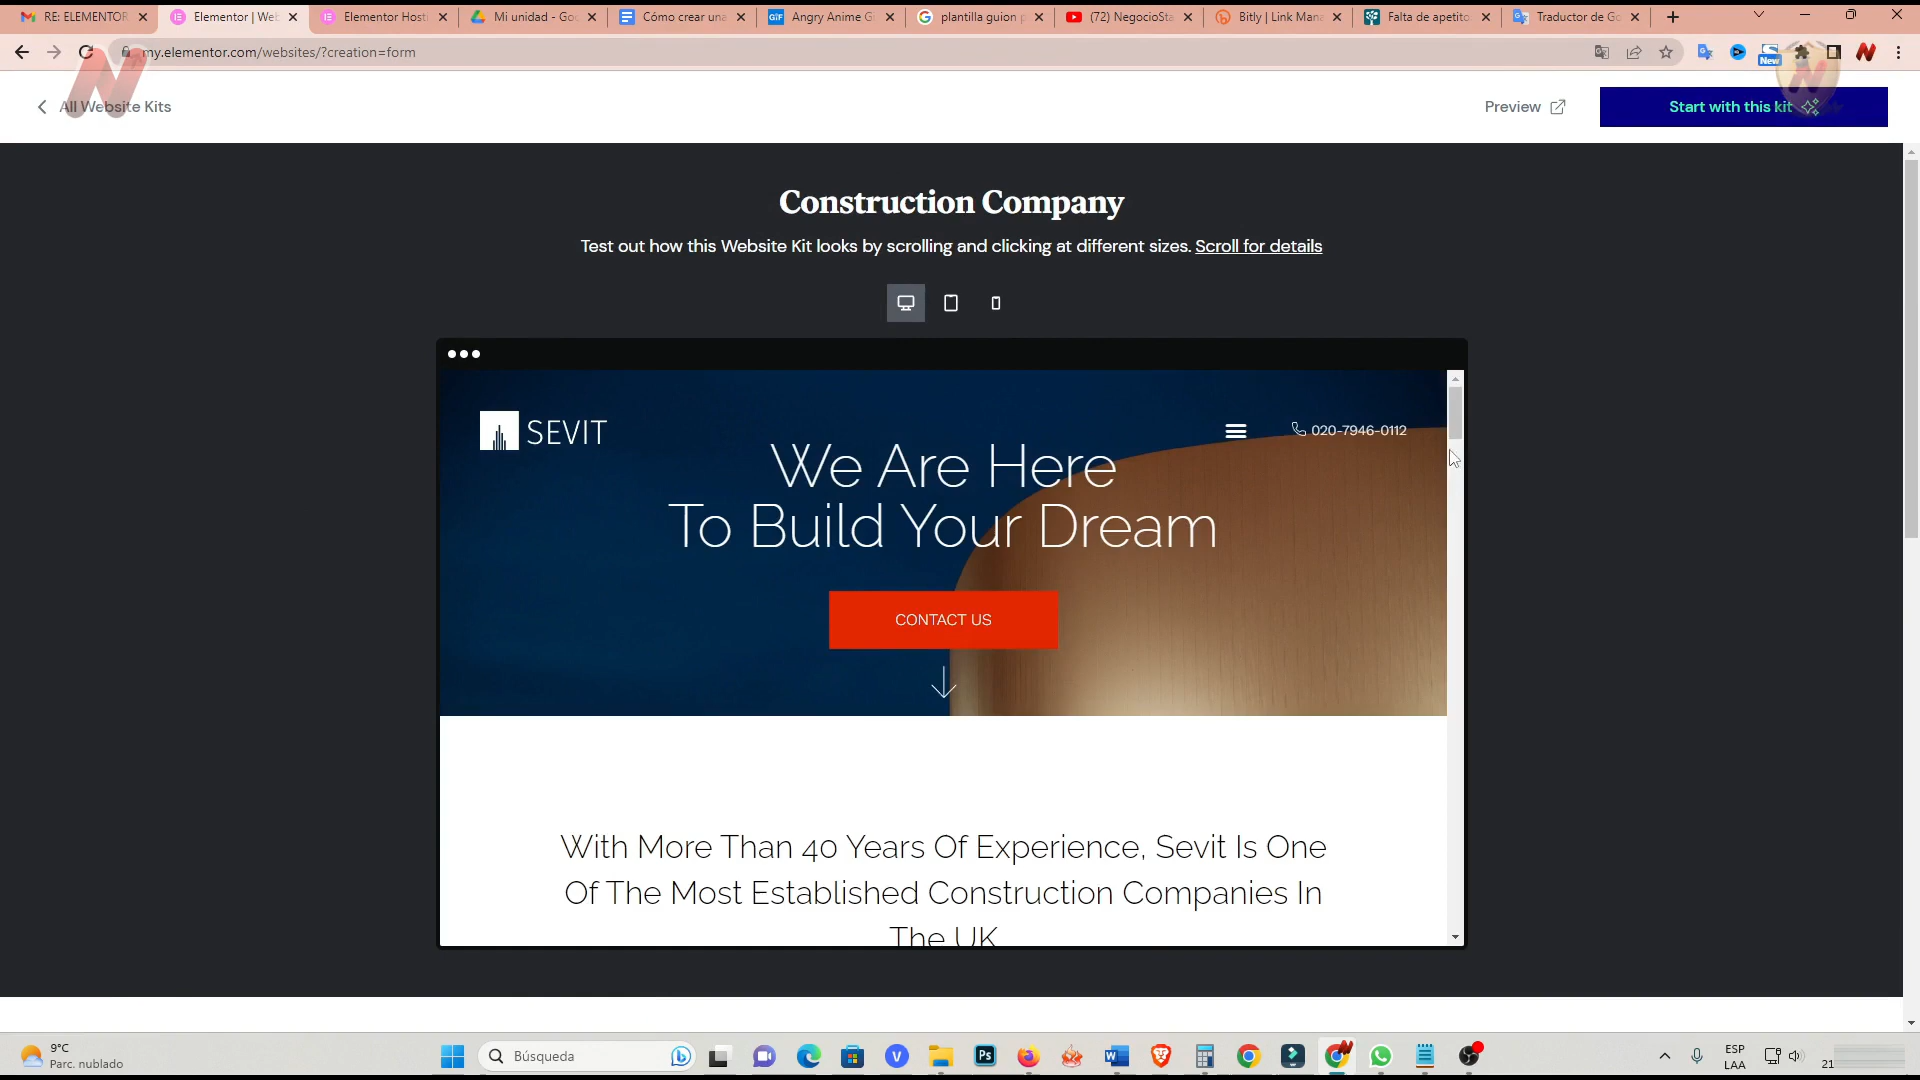 RE: ELEMENTOR
Elementor | Web
Elementor Hosti
Mi unidad - Goo
Cómo crear una
Angry Anime G
plantilla guion p
(72) NegocioSta
Bitly | Link Mana
Falta de apetito
Traductor de Go
my.elementor.com/websites/?creation=form
New
All Website Kits
Preview
Start with this kit
Construction Company
Test out how this Website Kit looks by scrolling and clicking at different sizes. Scroll for details
SEVIT
020-7946-0112
We Are Here
To Build Your Dream
CONTACT US
With More Than 40 Years Of Experience, Sevit Is One
Of The Most Established Construction Companies In
The UK
9°C
Parc. nublado
Búsqueda
ESP
LAA
21